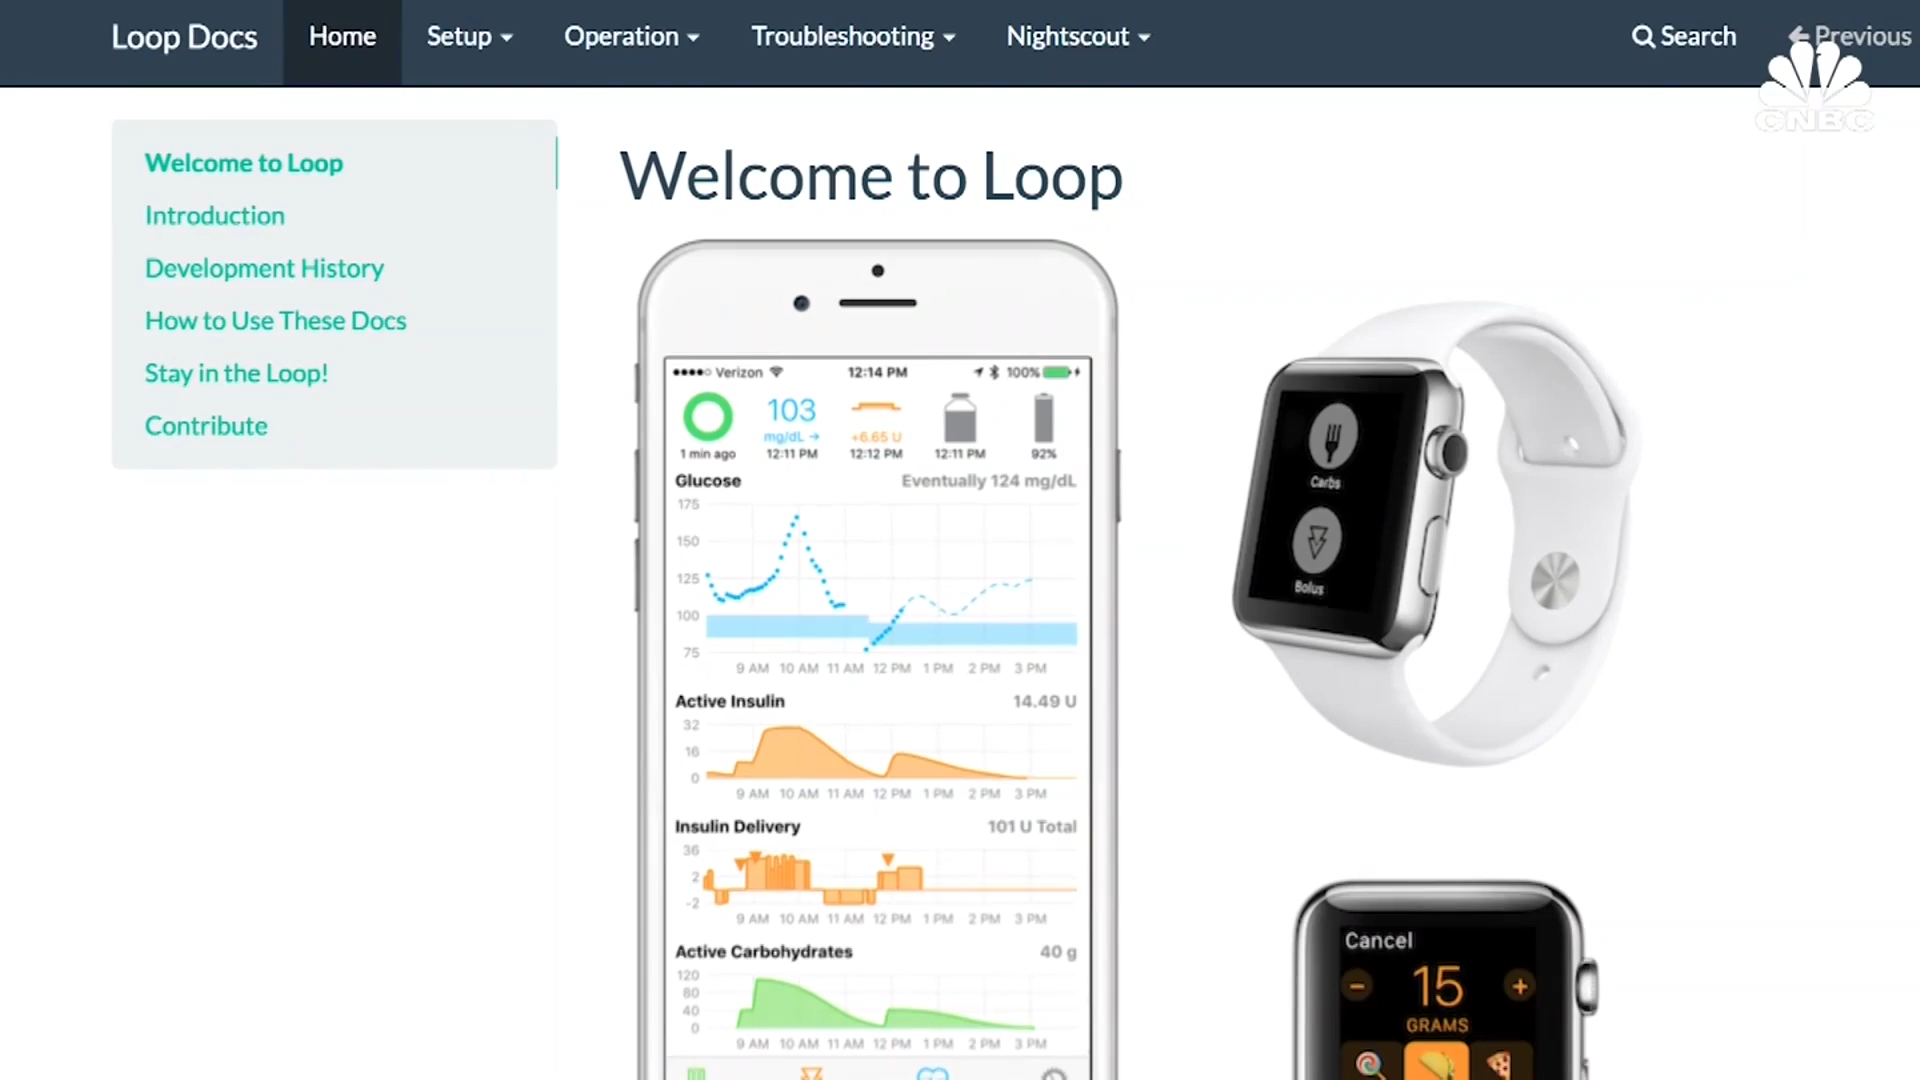 Loop Docs Home Setup Operation Troubleshooting Nightscout Search Previous
CNBC
Welcome to Loop
Introduction
Development History
How to Use These Docs
Stay in the Loop!
Contribute
Welcome to Loop
Verizon 12:14 PM 100%
103
mg/dL → +6.65 U
1 min ago 12:11 PM 12:12 PM 12:11 PM 92%
Glucose Eventually 124 mg/dL
175
150
125
100
75
9 AM 10 AM 11 AM 12 PM 1 PM 2 PM 3 PM
Active Insulin 14.49 U
32
16
0
9 AM 10 AM 11 AM 12 PM 1 PM 2 PM 3 PM
Insulin Delivery 101 U Total
36
2
-2
9 AM 10 AM 11 AM 12 PM 1 PM 2 PM 3 PM
Active Carbohydrates 40 g
120
80
40
0
9 AM 10 AM 11 AM 12 PM 1 PM 2 PM 3 PM
Carbs
Bolus
Cancel
- 15 +
GRAMS